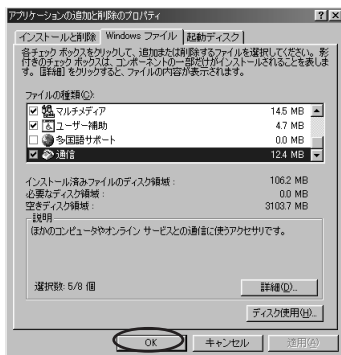 アプリケーションの追加と削除のプロパティ
インストールと削除 Windows ファイル 起動ディスク
各チェック ボックスをクリックして、追加または削除するファイルを選択してください。影
付きのチェック ボックスは、コンポーネントの一部だけがインストールされることを表しま
す。[詳細] をクリックすると、ファイルの内容が表示されます。
ファイルの種類(C):
マルチメディア 14.5 MB
ユーザー補助 4.7 MB
多国語サポート 0.0 MB
通信 12.4 MB
インストール済みファイルのディスク領域: 106.2 MB
必要なディスク領域: 0.0 MB
空きディスク領域: 3103.7 MB
説明
ほかのコンピュータやオンライン サービスとの通信に使うアクセサリです。
選択数: 5/8 個 詳細(D)...
ディスク使用(H)...
OK キャンセル 適用(A)